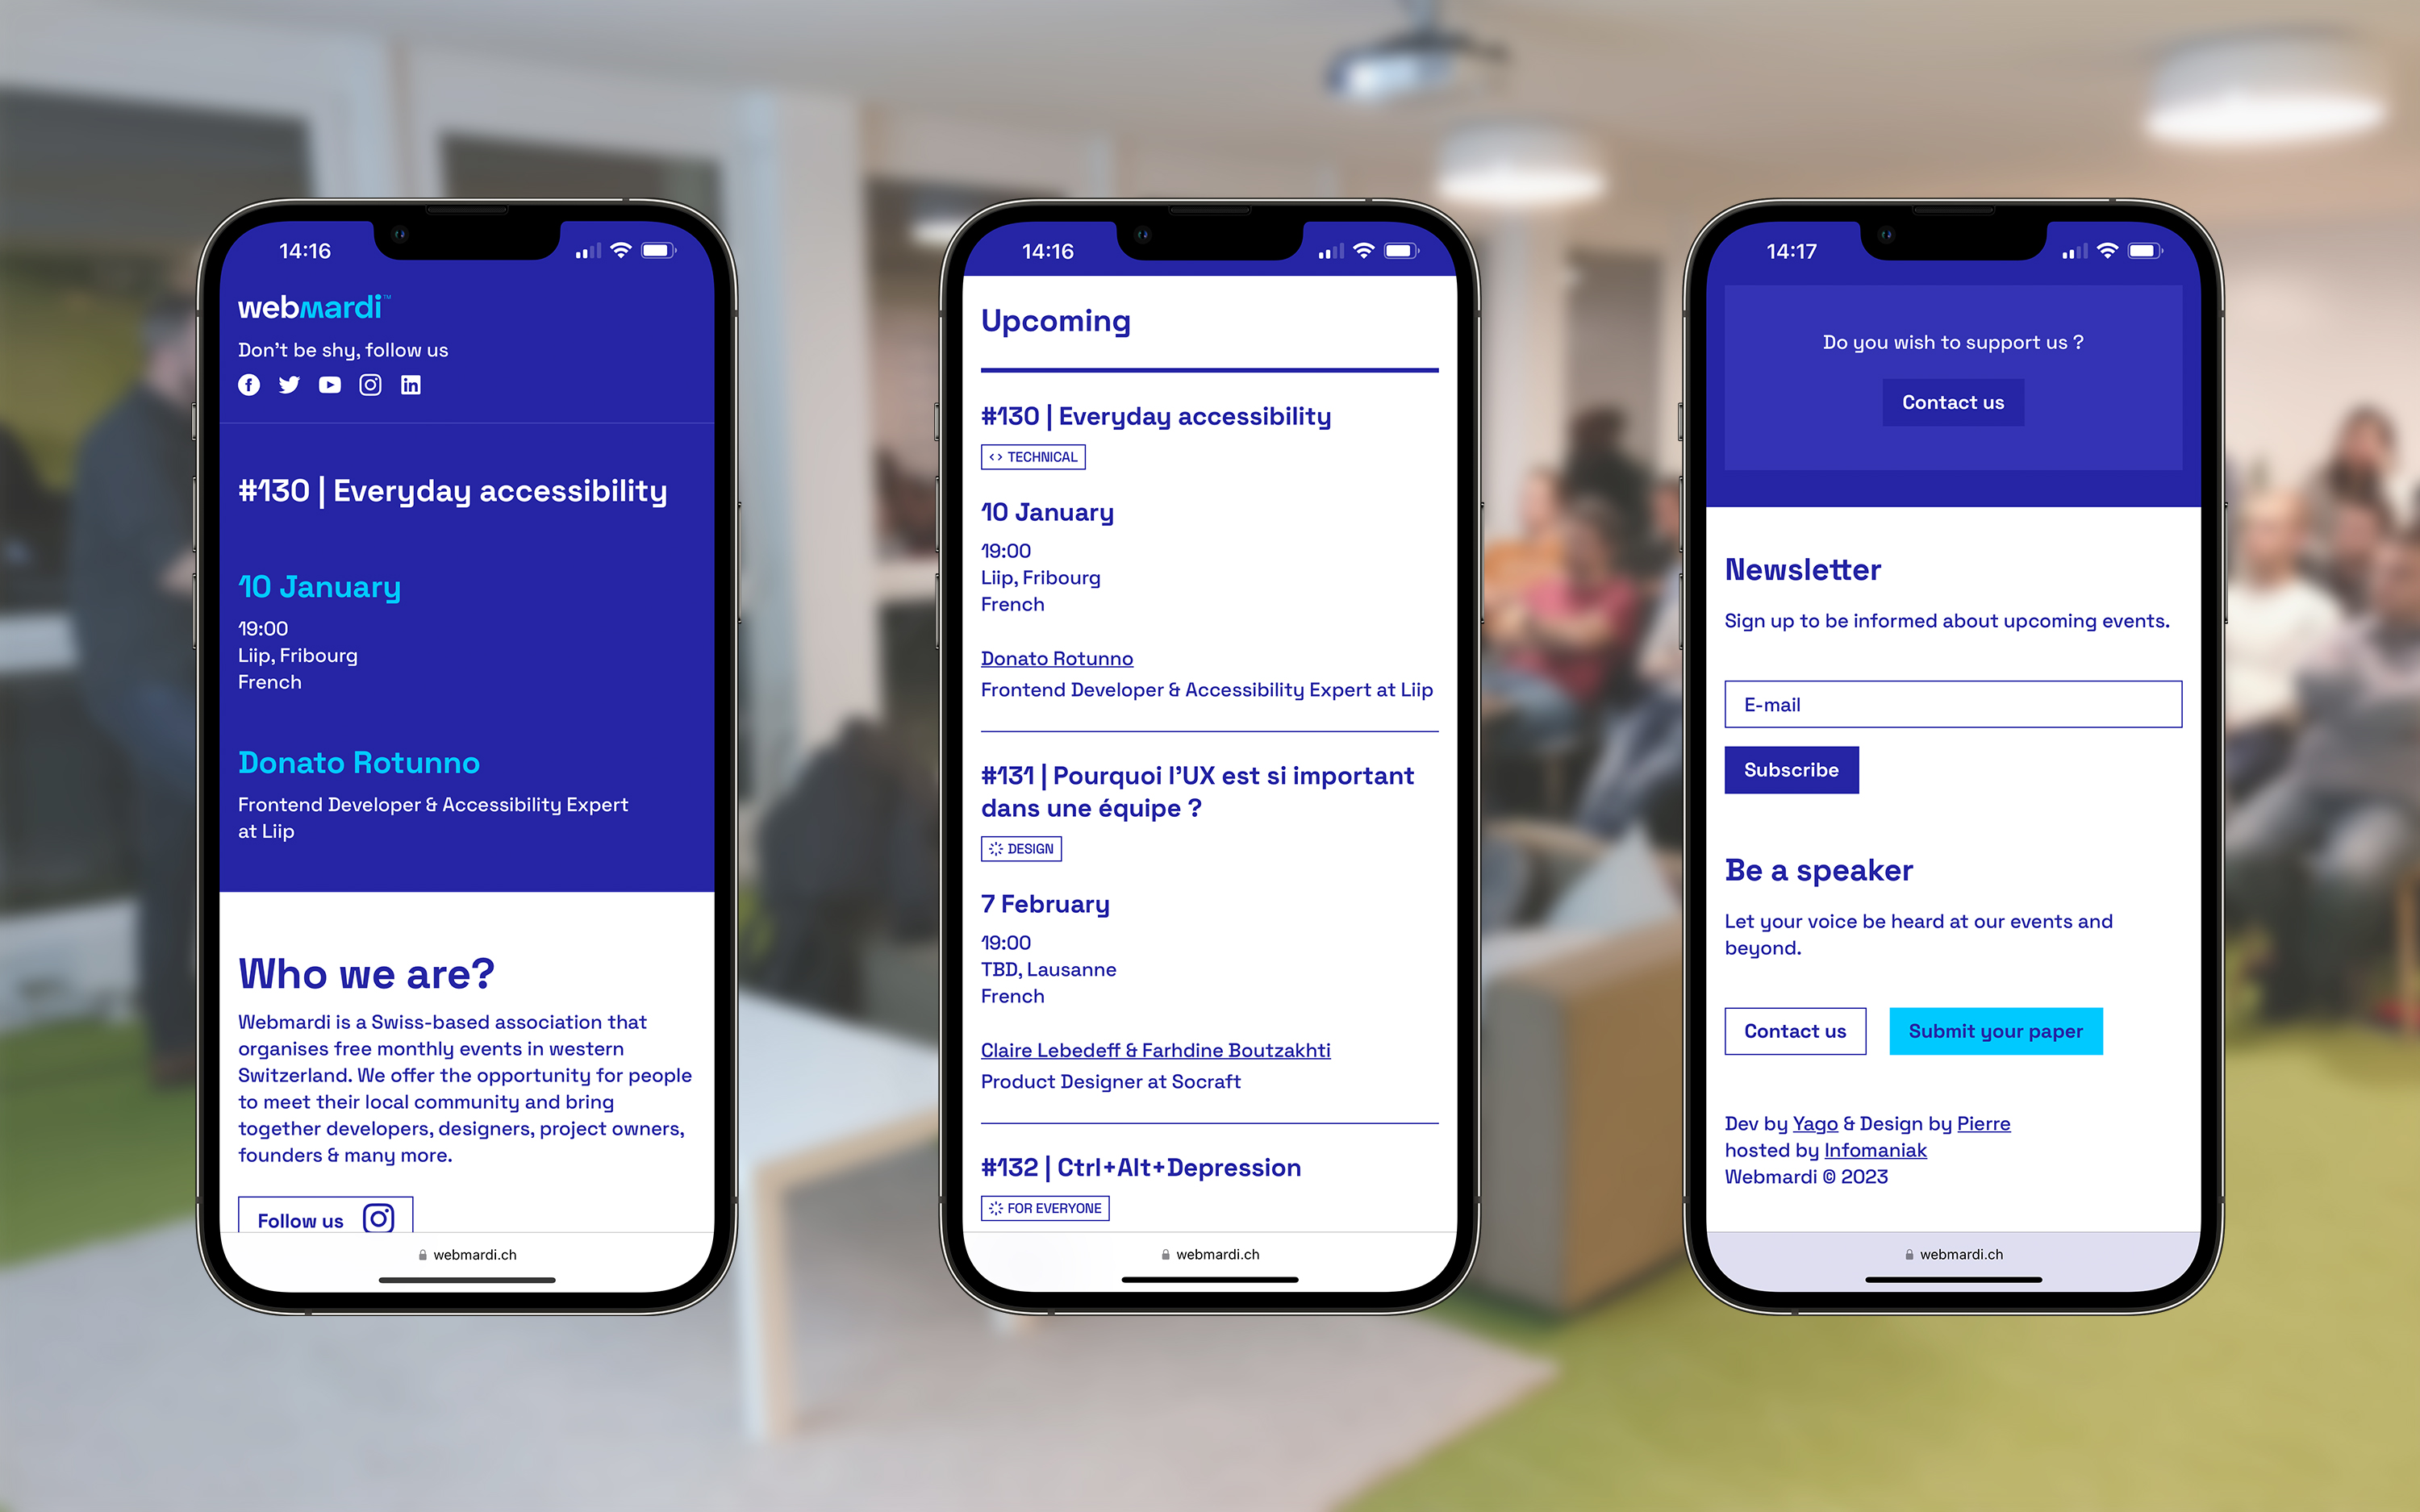 14:16
webmardi™
Don't be shy, follow us
#130 | Everyday accessibility
10 January
19:00
Liip, Fribourg
French
Donato Rotunno
Frontend Developer & Accessibility Expert
at Liip
Who we are?
Webmardi is a Swiss-based association that
organises free monthly events in western
Switzerland. We offer the opportunity for people
to meet their local community and bring
together developers, designers, project owners,
founders & many more.
Follow us
webmardi.ch
14:16
Upcoming
#130 | Everyday accessibility
<> TECHNICAL
10 January
19:00
Liip, Fribourg
French
Donato Rotunno
Frontend Developer & Accessibility Expert at Liip
#131 | Pourquoi l'UX est si important
dans une équipe ?
DESIGN
7 February
19:00
TBD, Lausanne
French
Claire Lebedeff & Farhdine Boutzakhti
Product Designer at Socraft
#132 | Ctrl+Alt+Depression
FOR EVERYONE
webmardi.ch
14:17
Do you wish to support us ?
Contact us
Newsletter
Sign up to be informed about upcoming events.
E-mail
Subscribe
Be a speaker
Let your voice be heard at our events and
beyond.
Contact us
Submit your paper
Dev by Yago & Design by Pierre
hosted by Infomaniak
Webmardi © 2023
webmardi.ch